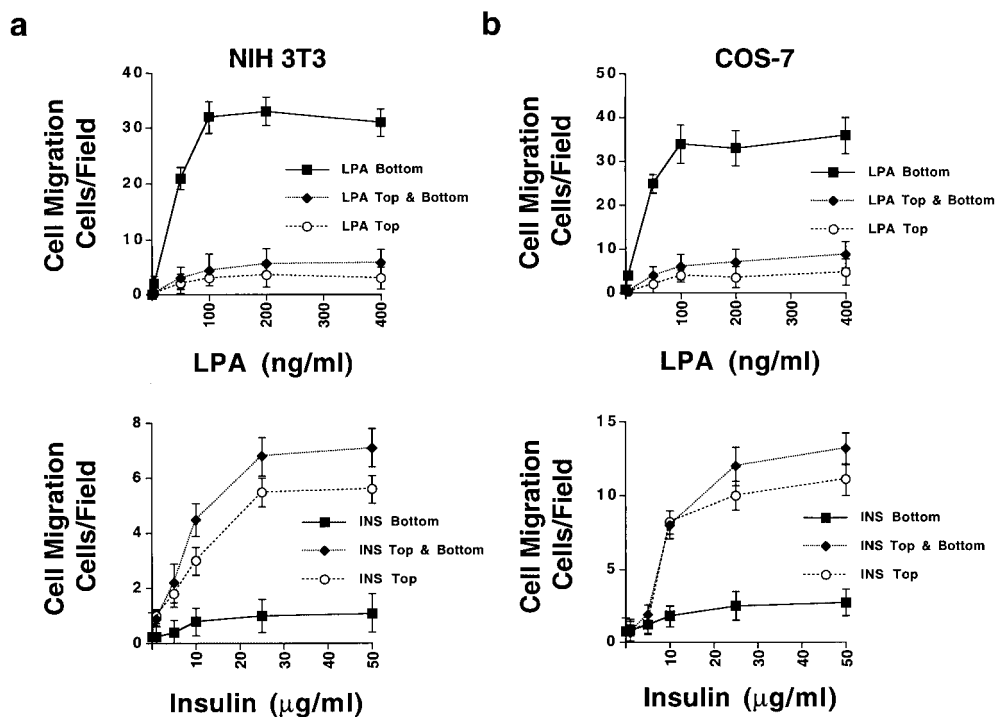 a
NIH 3T3
Cell Migration
Cells/Field
40
30
20
10
0
LPA Bottom
LPA Top & Bottom
LPA Top
100
200
300
400
LPA (ng/ml)
b
COS-7
Cell Migration
Cells/Field
50
40
30
20
10
0
LPA Bottom
LPA Top & Bottom
LPA Top
100
200
300
400
LPA (ng/ml)
Cell Migration
Cells/Field
8
6
4
2
0
INS Bottom
INS Top & Bottom
INS Top
10
20
30
40
50
Insulin (μg/ml)
Cell Migration
Cells/Field
15
10
5
0
INS Bottom
INS Top & Bottom
INS Top
10
20
30
40
50
Insulin (μg/ml)